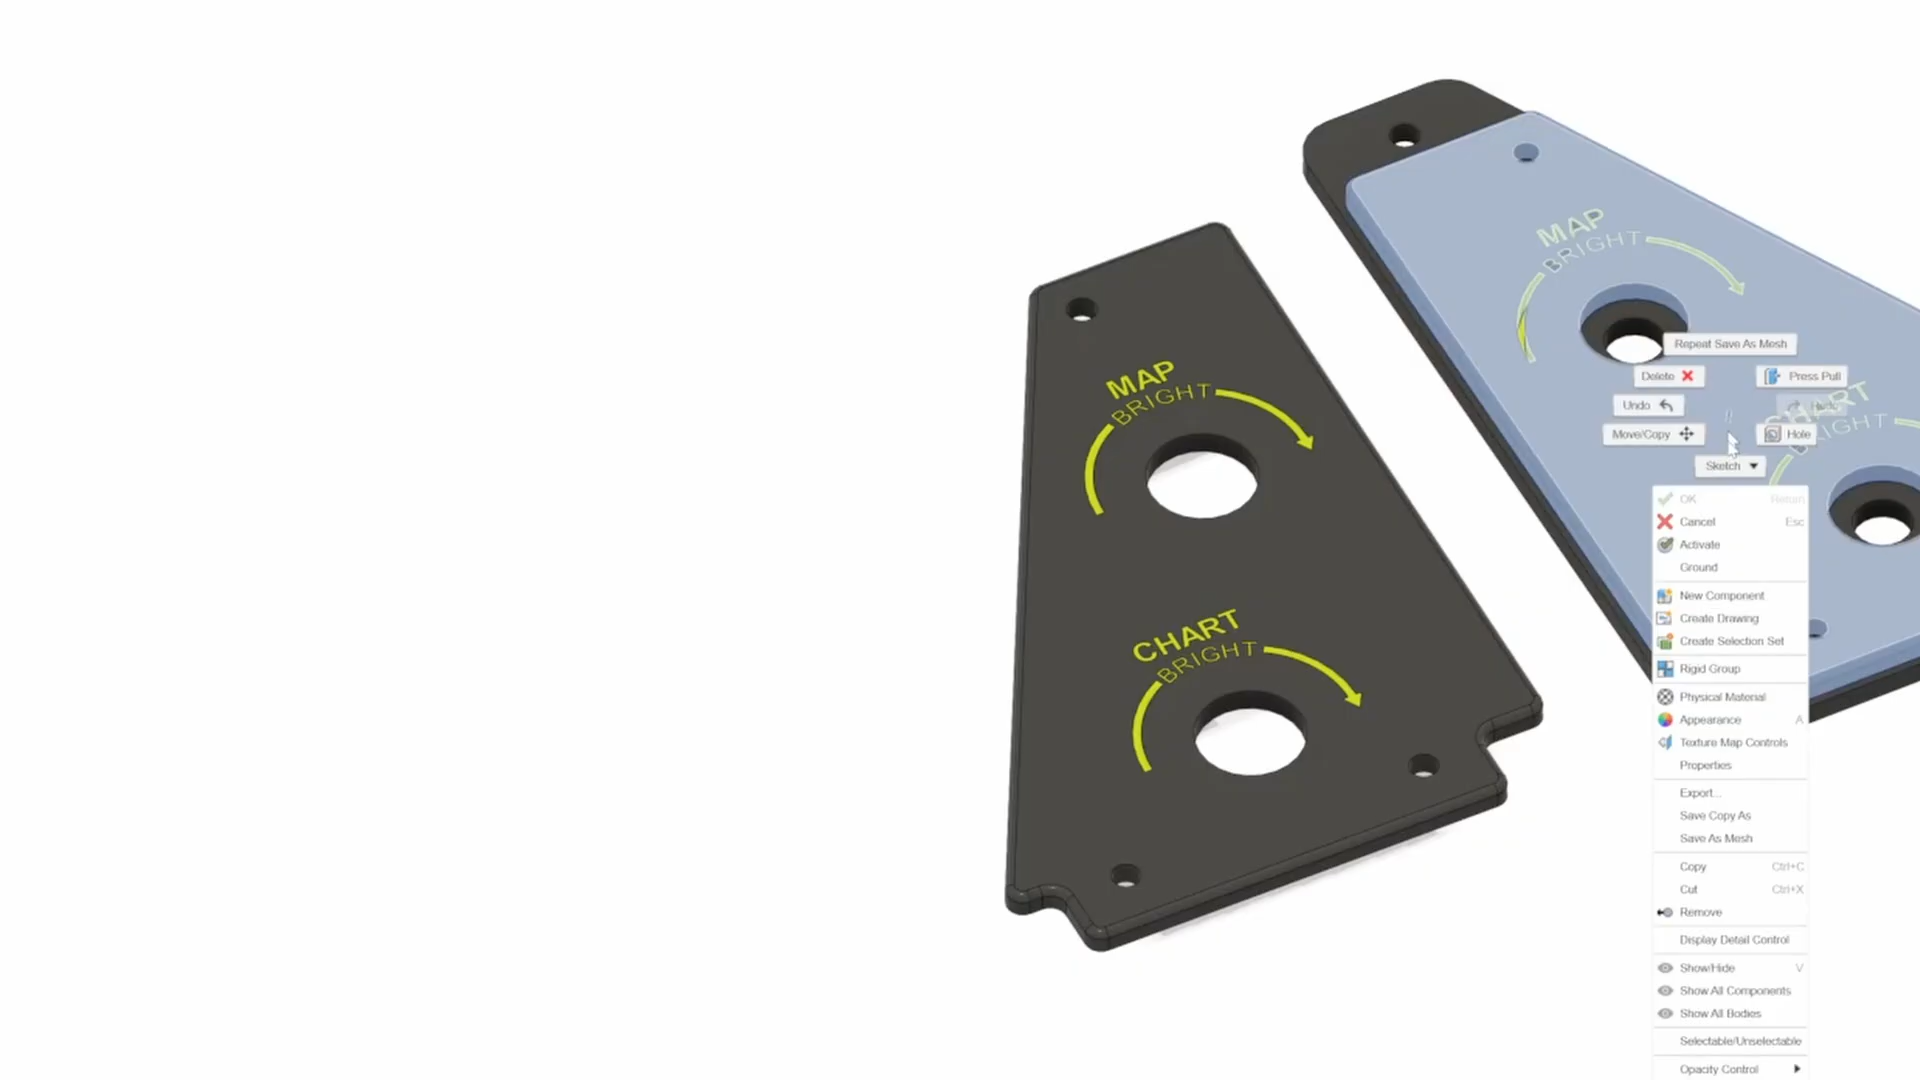 MAP
BRIGHT
CHART
BRIGHT
MAP
BRIGHT
CHART
BRIGHT
Repeat Save As Mesh
Delete
Press Pull
Undo
Move/Copy
Hole
Sketch
OK Return
Cancel Esc
Activate
Ground
New Component
Create Drawing
Create Selection Set
Rigid Group
Physical Material
Appearance A
Texture Map Controls
Properties
Export...
Save Copy As
Save As Mesh
Copy Ctrl+C
Cut Ctrl+X
Remove
Display Detail Control
Show/Hide V
Show All Components
Show All Bodies
Selectable/Unselectable
Opacity Control